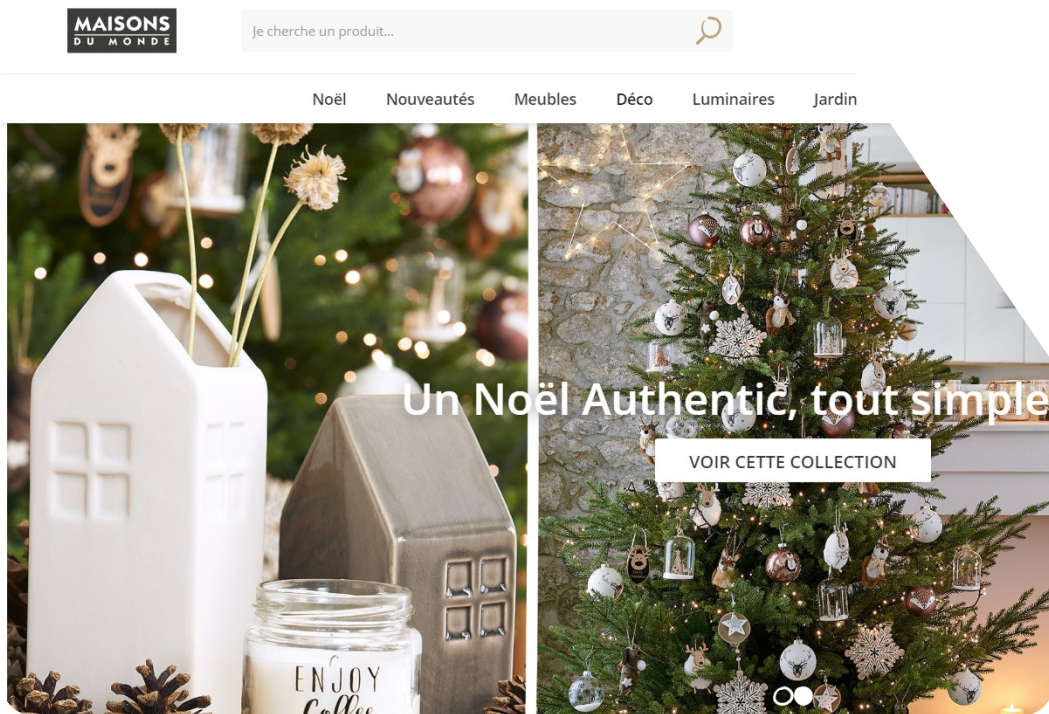 MAISONS
DU MONDE
Je cherche un produit...
Noël Nouveautés Meubles Déco Luminaires Jardin
Un Noël Authentic, tout simple
VOIR CETTE COLLECTION
ENJOY
Coffee